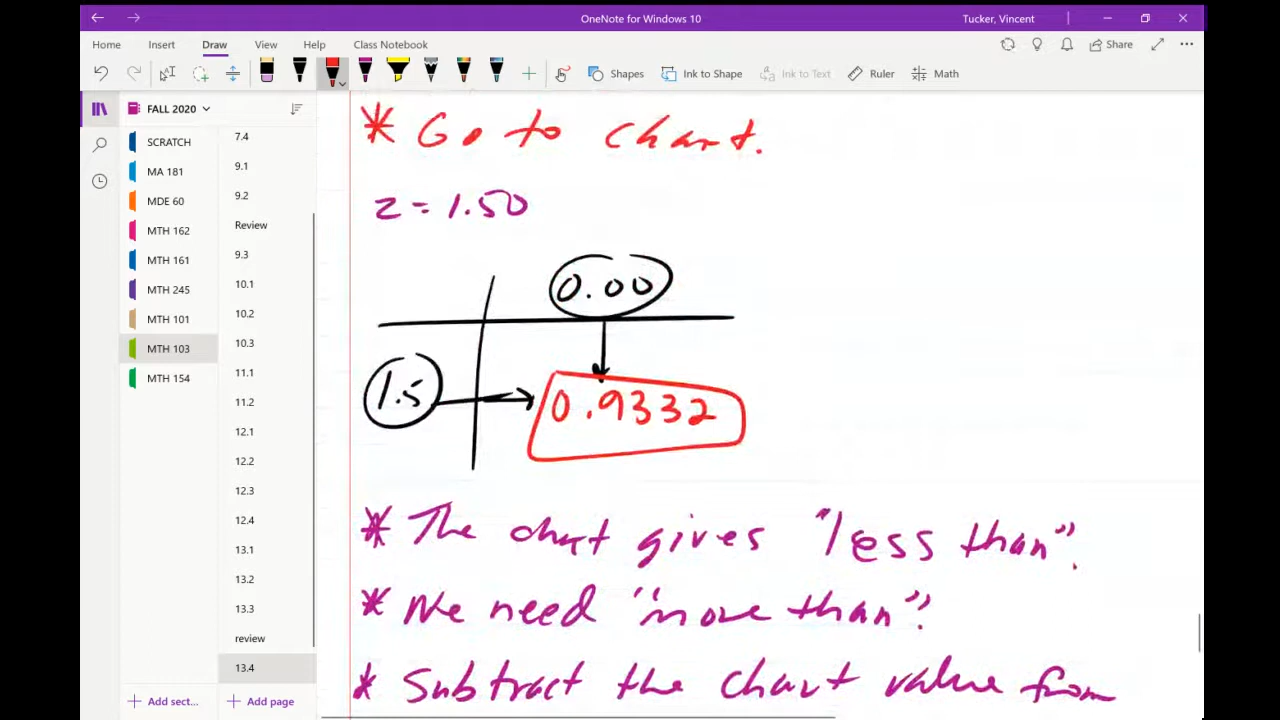 OneNote for Windows 10
Tucker, Vincent
Home Insert Draw View Help Class Notebook
Share
Shapes Ink to Shape Ink to Text Ruler Math
FALL 2020
SCRATCH
MA 181
MDE 60
MTH 162
MTH 161
MTH 245
MTH 101
MTH 103
MTH 154
Add sect...
7.4
9.1
9.2
Review
9.3
10.1
10.2
10.3
11.1
11.2
12.1
12.2
12.3
12.4
13.1
13.2
13.3
review
13.4
Add page
* Go to chart.
z = 1.50
0.00
1.5 0.9332
* The chart gives "less than".
* We need "more than".
* Subtract the chart value from